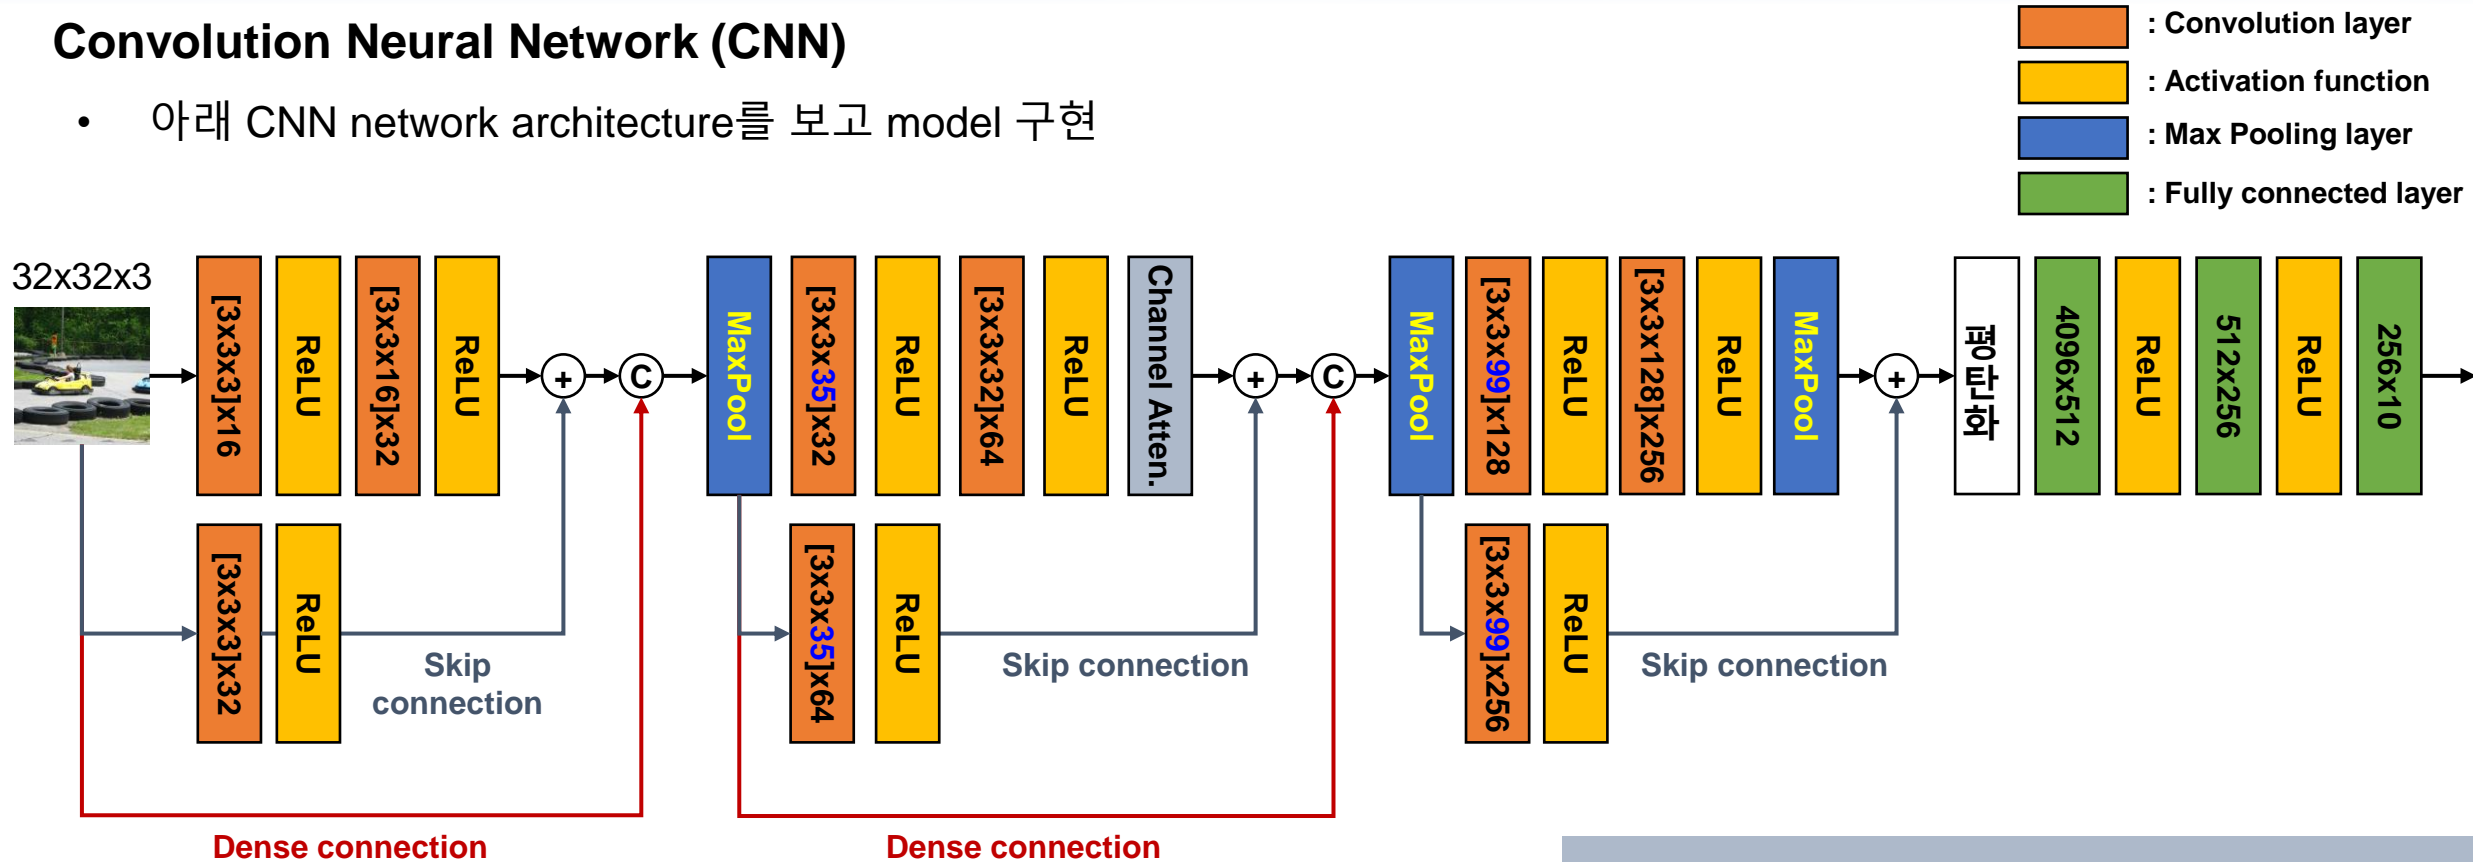 Convolution Neural Network (CNN)
• 아래 CNN network architecture를 보고 model 구현
: Convolution layer
: Activation function
: Max Pooling layer
: Fully connected layer
32x32x3
[3x3x3]x16
ReLU
[3x3x16]x32
ReLU
+
C
MaxPool
[3x3x35]x32
ReLU
[3x3x32]x64
ReLU
Channel Atten.
+
C
MaxPool
[3x3x99]x128
ReLU
[3x3x128]x256
ReLU
MaxPool
+
평탄화
4096x512
ReLU
512x256
ReLU
256x10
[3x3x3]x32
ReLU
Skip
connection
[3x3x35]x64
ReLU
Skip connection
[3x3x99]x256
ReLU
Skip connection
Dense connection
Dense connection